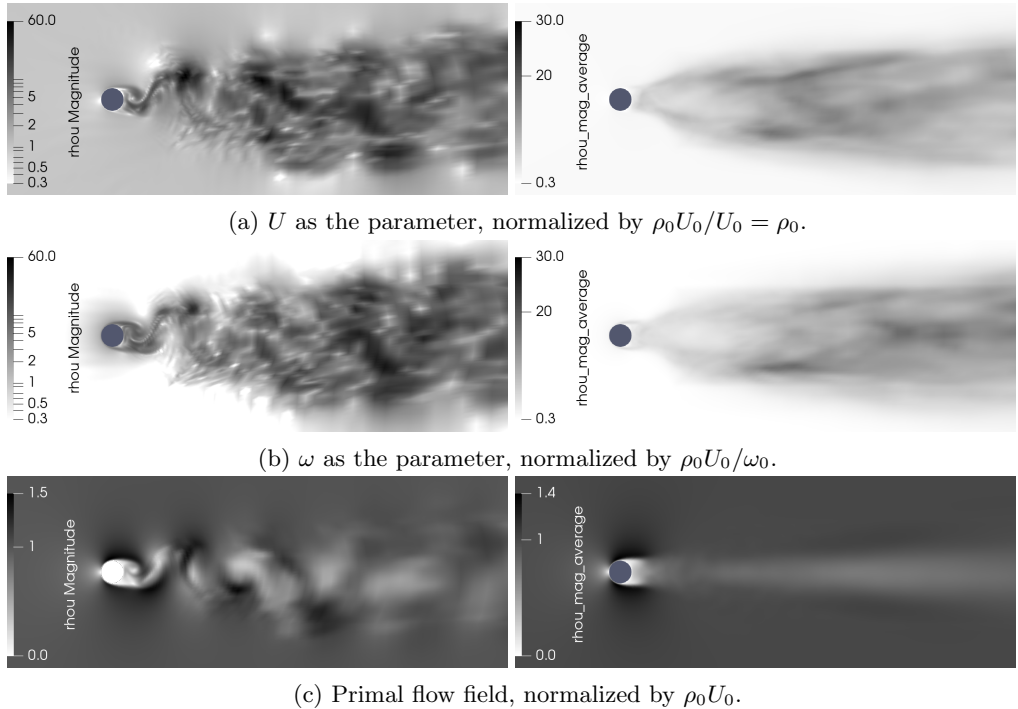 60.0
5
2
1
0.5
0.3
rhou Magnitude
30.0
20
0.3
rhou_mag_average
(a) U as the parameter, normalized by ρ₀U₀/U₀ = ρ₀.
60.0
5
2
1
0.5
0.3
rhou Magnitude
30.0
20
0.3
rhou_mag_average
(b) ω as the parameter, normalized by ρ₀U₀/ω₀.
1.5
1
0.0
rhou Magnitude
1.4
1
0.0
rhou_mag_average
(c) Primal flow field, normalized by ρ₀U₀.